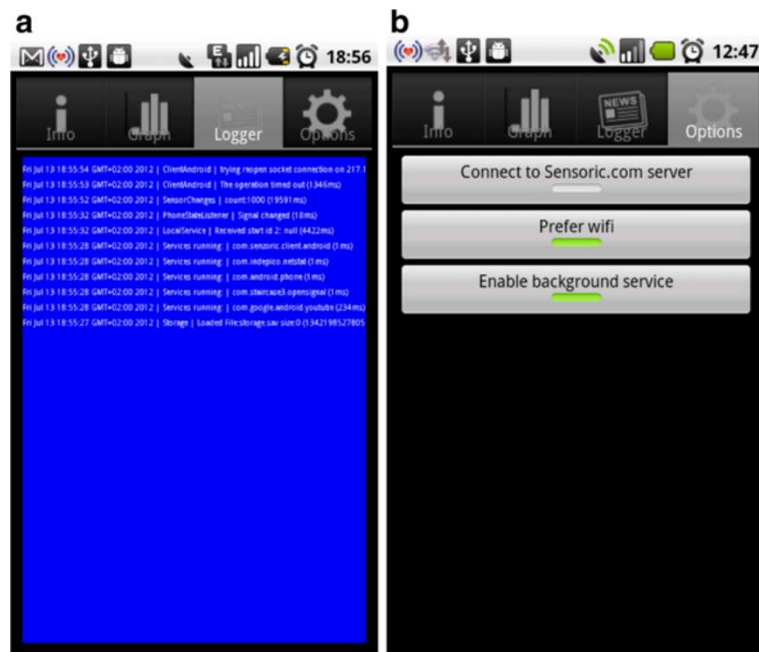 a
18:56
Info Graph Logger Options
Fri Jul 13 18:55:54 GMT+02:00 2012 | ClientAndroid | trying reopen socket connection on 217.1
Fri Jul 13 18:55:53 GMT+02:00 2012 | ClientAndroid | The operation timed out (1346ms)
Fri Jul 13 18:55:52 GMT+02:00 2012 | SensorChanges | count:1000 (19591ms)
Fri Jul 13 18:55:32 GMT+02:00 2012 | PhoneStateListener | Signal changed (18ms)
Fri Jul 13 18:55:32 GMT+02:00 2012 | LocalService | Received start id 2: null (4422ms)
Fri Jul 13 18:55:28 GMT+02:00 2012 | Services running: | com.senzoric.client.android (1ms)
Fri Jul 13 18:55:28 GMT+02:00 2012 | Services running: | com.indepico.netstat (1ms)
Fri Jul 13 18:55:28 GMT+02:00 2012 | Services running: | com.android.phone (1ms)
Fri Jul 13 18:55:28 GMT+02:00 2012 | Services running: | com.staircase3.opensignal (1ms)
Fri Jul 13 18:55:28 GMT+02:00 2012 | Services running: | com.google.android.youtube (234ms)
Fri Jul 13 18:55:27 GMT+02:00 2012 | Storage | Loaded File:storage.sav size:0 (1342198527805
b
12:47
Info Graph NEWS Logger Options
Connect to Sensoric.com server
Prefer wifi
Enable background service